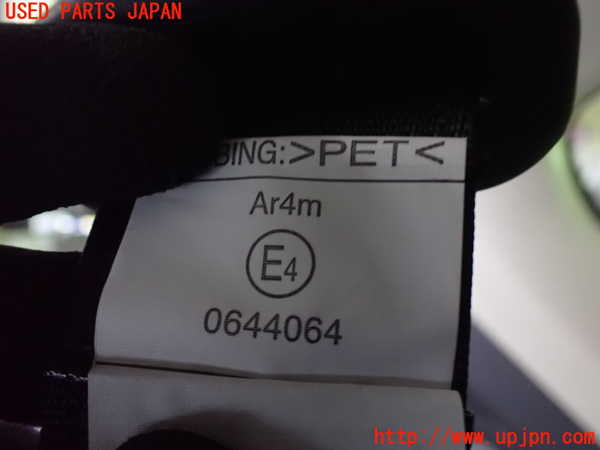 USED PARTS JAPAN
BING:>PET<
Ar4m
E4
0644064
http://www.upjpn.com/